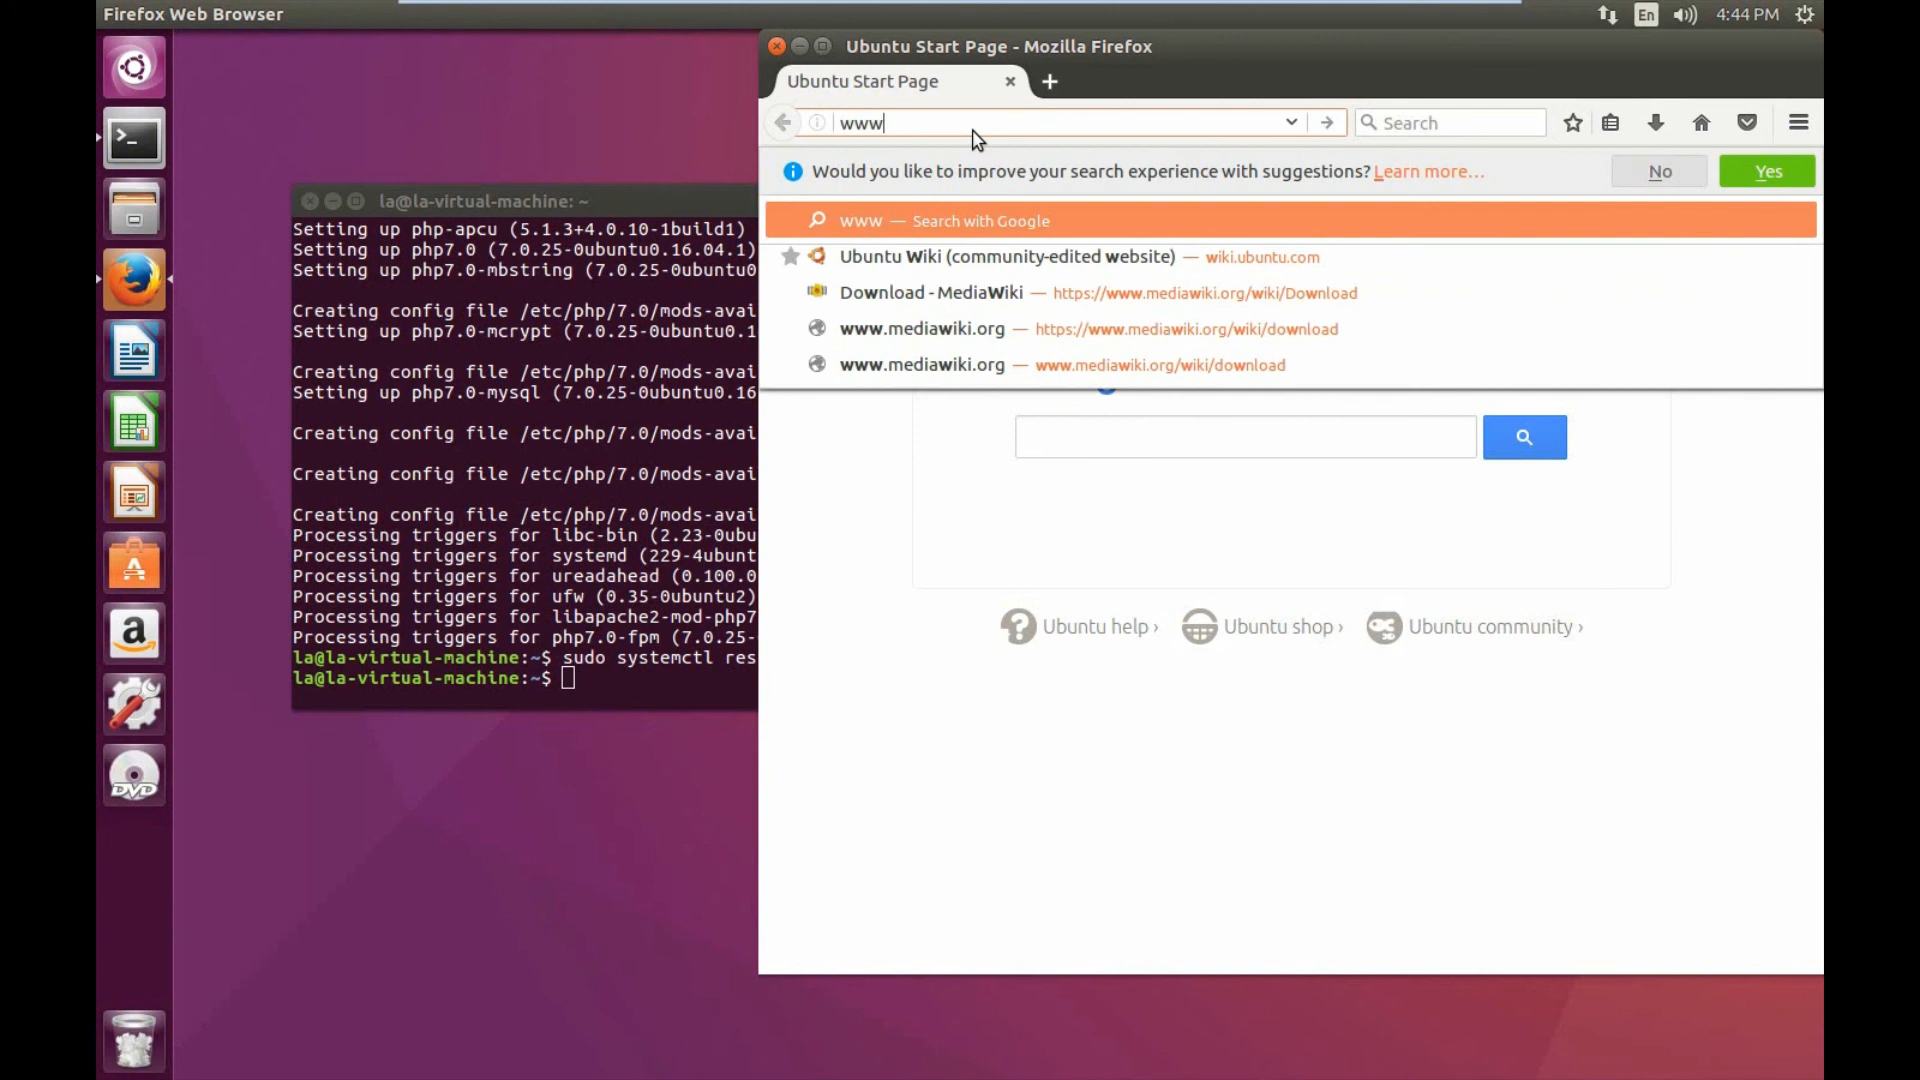 Firefox Web Browser
En
4:44 PM
Ubuntu Start Page - Mozilla Firefox
Ubuntu Start Page
www
Search
Would you like to improve your search experience with suggestions? Learn more...
No
Yes
www — Search with Google
Ubuntu Wiki (community-edited website) — wiki.ubuntu.com
Download - MediaWiki — https://www.mediawiki.org/wiki/Download
www.mediawiki.org — https://www.mediawiki.org/wiki/download
www.mediawiki.org — www.mediawiki.org/wiki/download
Ubuntu help ›
Ubuntu shop ›
Ubuntu community ›
la@la-virtual-machine: ~
Setting up php-apcu (5.1.3+4.0.10-1build1)
Setting up php7.0 (7.0.25-0ubuntu0.16.04.1)
Setting up php7.0-mbstring (7.0.25-0ubuntu0
Creating config file /etc/php/7.0/mods-avai
Setting up php7.0-mcrypt (7.0.25-0ubuntu0.1
Creating config file /etc/php/7.0/mods-avai
Setting up php7.0-mysql (7.0.25-0ubuntu0.16
Creating config file /etc/php/7.0/mods-avai
Creating config file /etc/php/7.0/mods-avai
Creating config file /etc/php/7.0/mods-avai
Processing triggers for libc-bin (2.23-0ubu
Processing triggers for systemd (229-4ubunt
Processing triggers for ureadahead (0.100.0
Processing triggers for ufw (0.35-0ubuntu2)
Processing triggers for libapache2-mod-php7
Processing triggers for php7.0-fpm (7.0.25-
la@la-virtual-machine:~$ sudo systemctl res
la@la-virtual-machine:~$
DVD